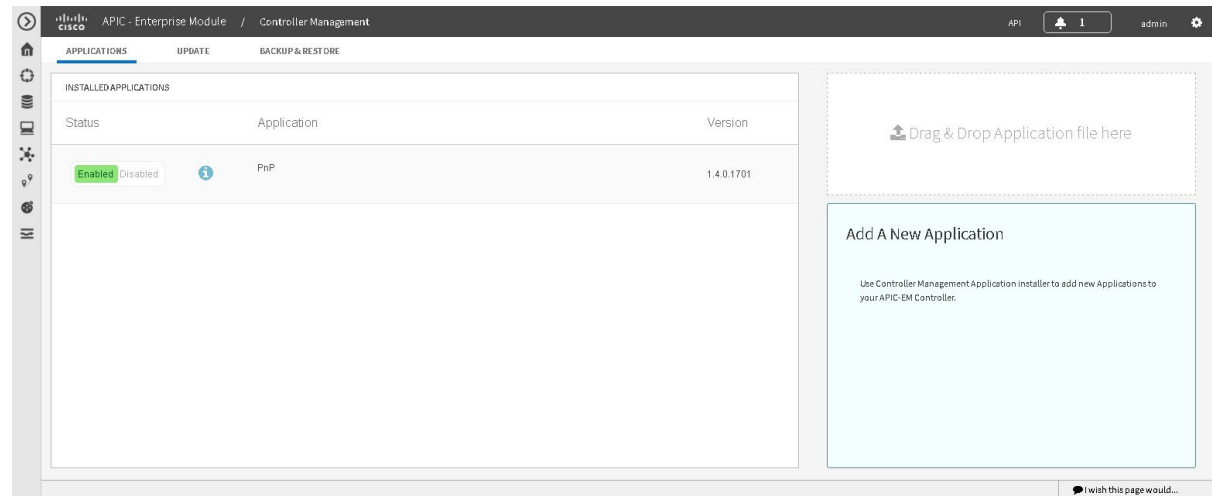 cisco APIC - Enterprise Module / Controller Management API 1 admin
APPLICATIONS UPDATE BACKUP & RESTORE
INSTALLED APPLICATIONS
Status Application Version
Enabled Disabled PnP 1.4.0.1701
Drag & Drop Application file here
Add A New Application
Use Controller Management Application installer to add new Applications to
your APIC-EM Controller.
I wish this page would...